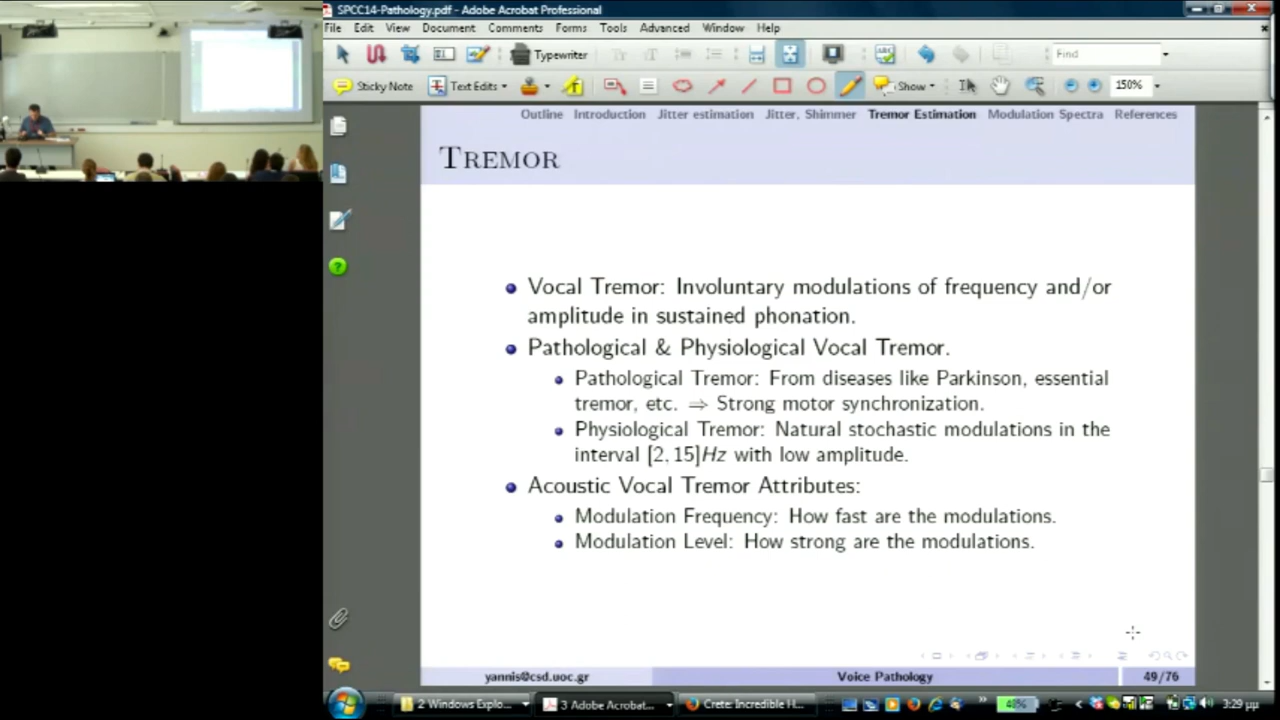 SPCC14-Pathology.pdf - Adobe Acrobat Professional
File Edit View Document Comments Forms Tools Advanced Window Help
Typewriter Find
Sticky Note Text Edits Show 150%
Outline Introduction Jitter estimation Jitter, Shimmer Tremor Estimation Modulation Spectra References
TREMOR
Vocal Tremor: Involuntary modulations of frequency and/or
amplitude in sustained phonation.
Pathological & Physiological Vocal Tremor.
Pathological Tremor: From diseases like Parkinson, essential
tremor, etc. ⇒ Strong motor synchronization.
Physiological Tremor: Natural stochastic modulations in the
interval [2, 15]Hz with low amplitude.
Acoustic Vocal Tremor Attributes:
Modulation Frequency: How fast are the modulations.
Modulation Level: How strong are the modulations.
yannis@csd.uoc.gr Voice Pathology 49/76
2 Windows Explo... 3 Adobe Acrobat... Crete: Incredible H... 48% 3:29 μμ